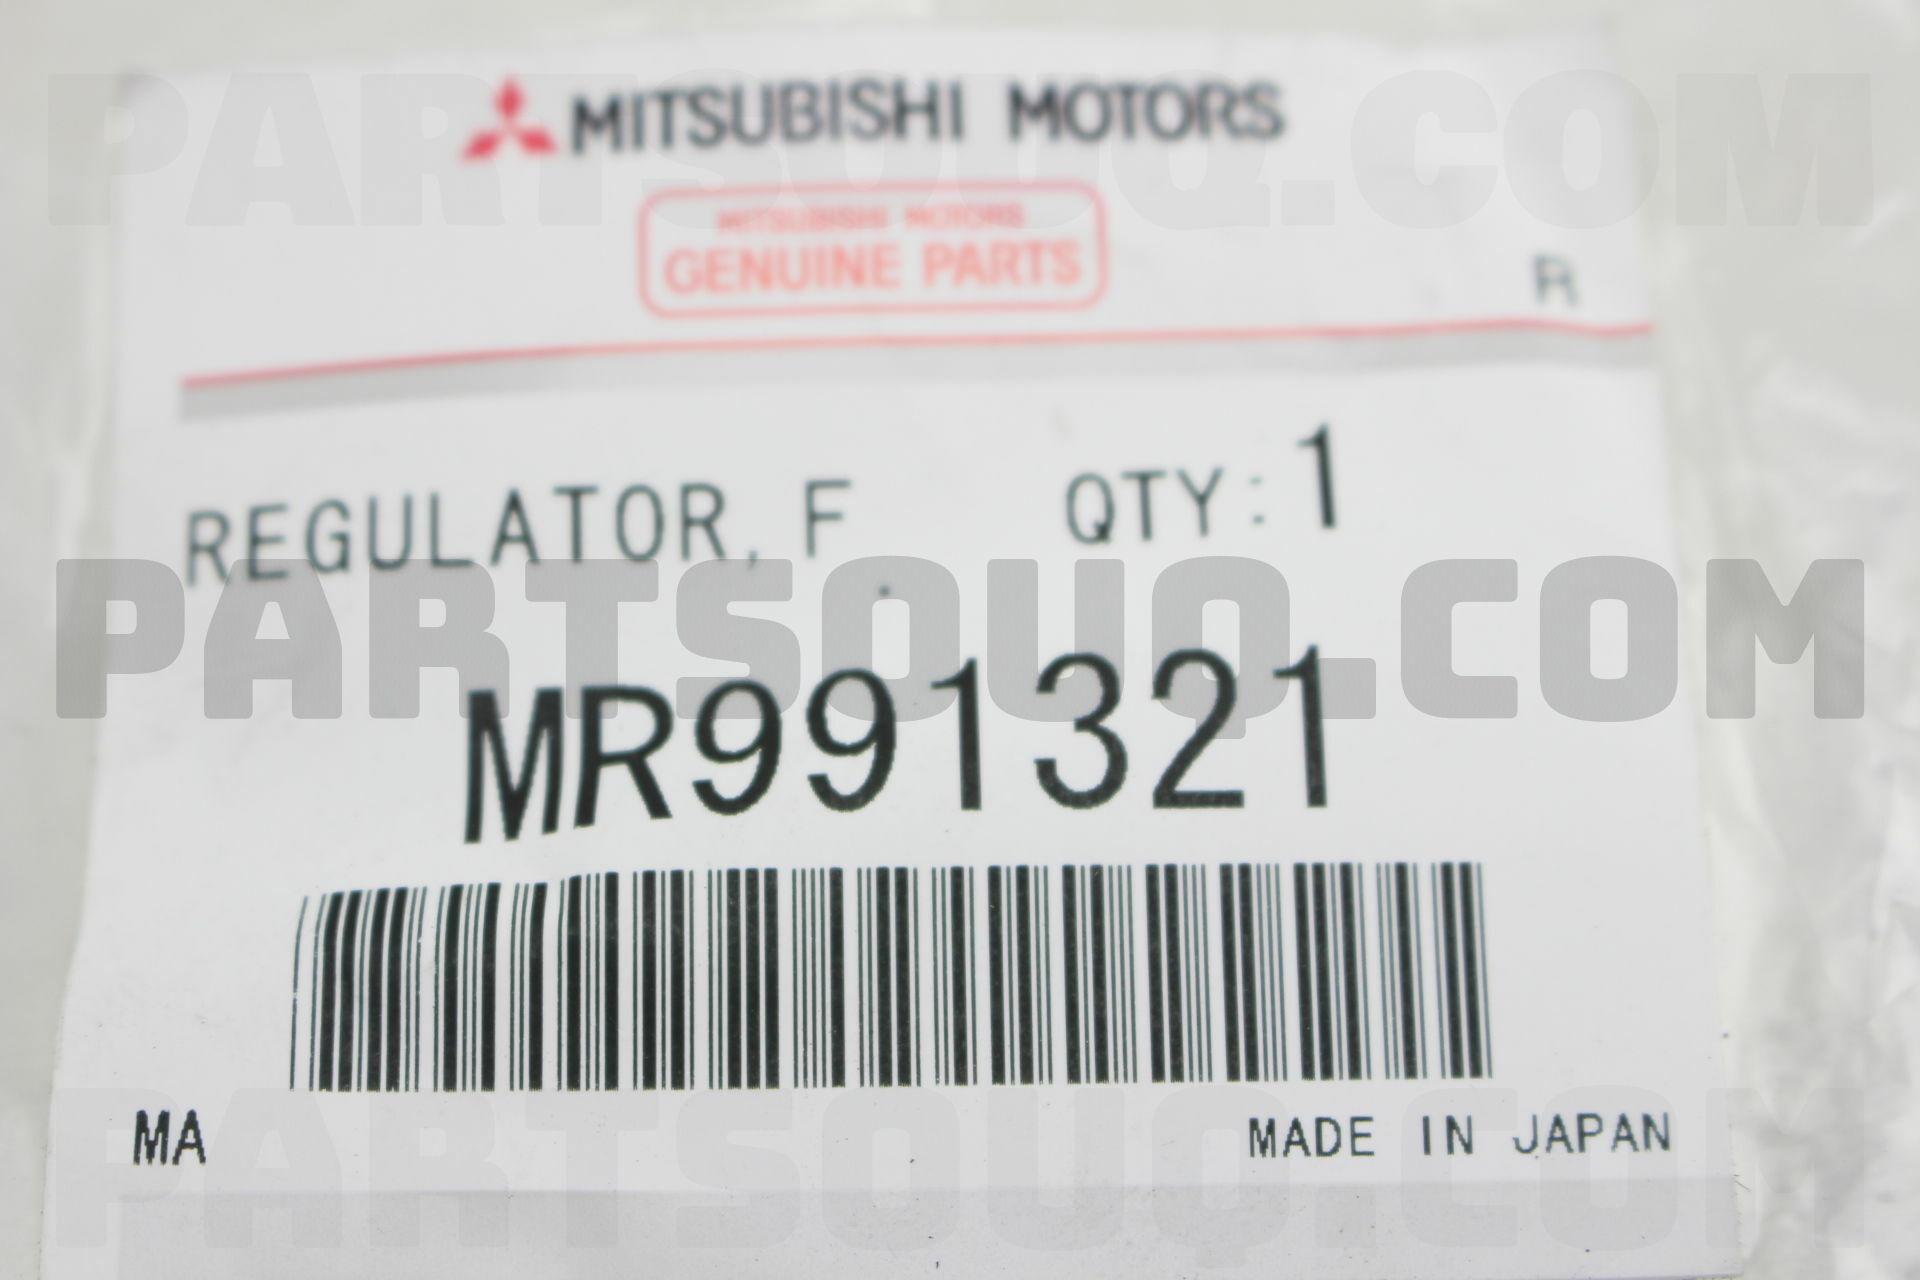 MITSUBISHI MOTORS
MITSUBISHI MOTORS
GENUINE PARTS
R
REGULATOR, F QTY: 1
MR991321
MA MADE IN JAPAN
PARTSOUQ.COM
PARTSOUQ.COM
PARTSOUQ.COM